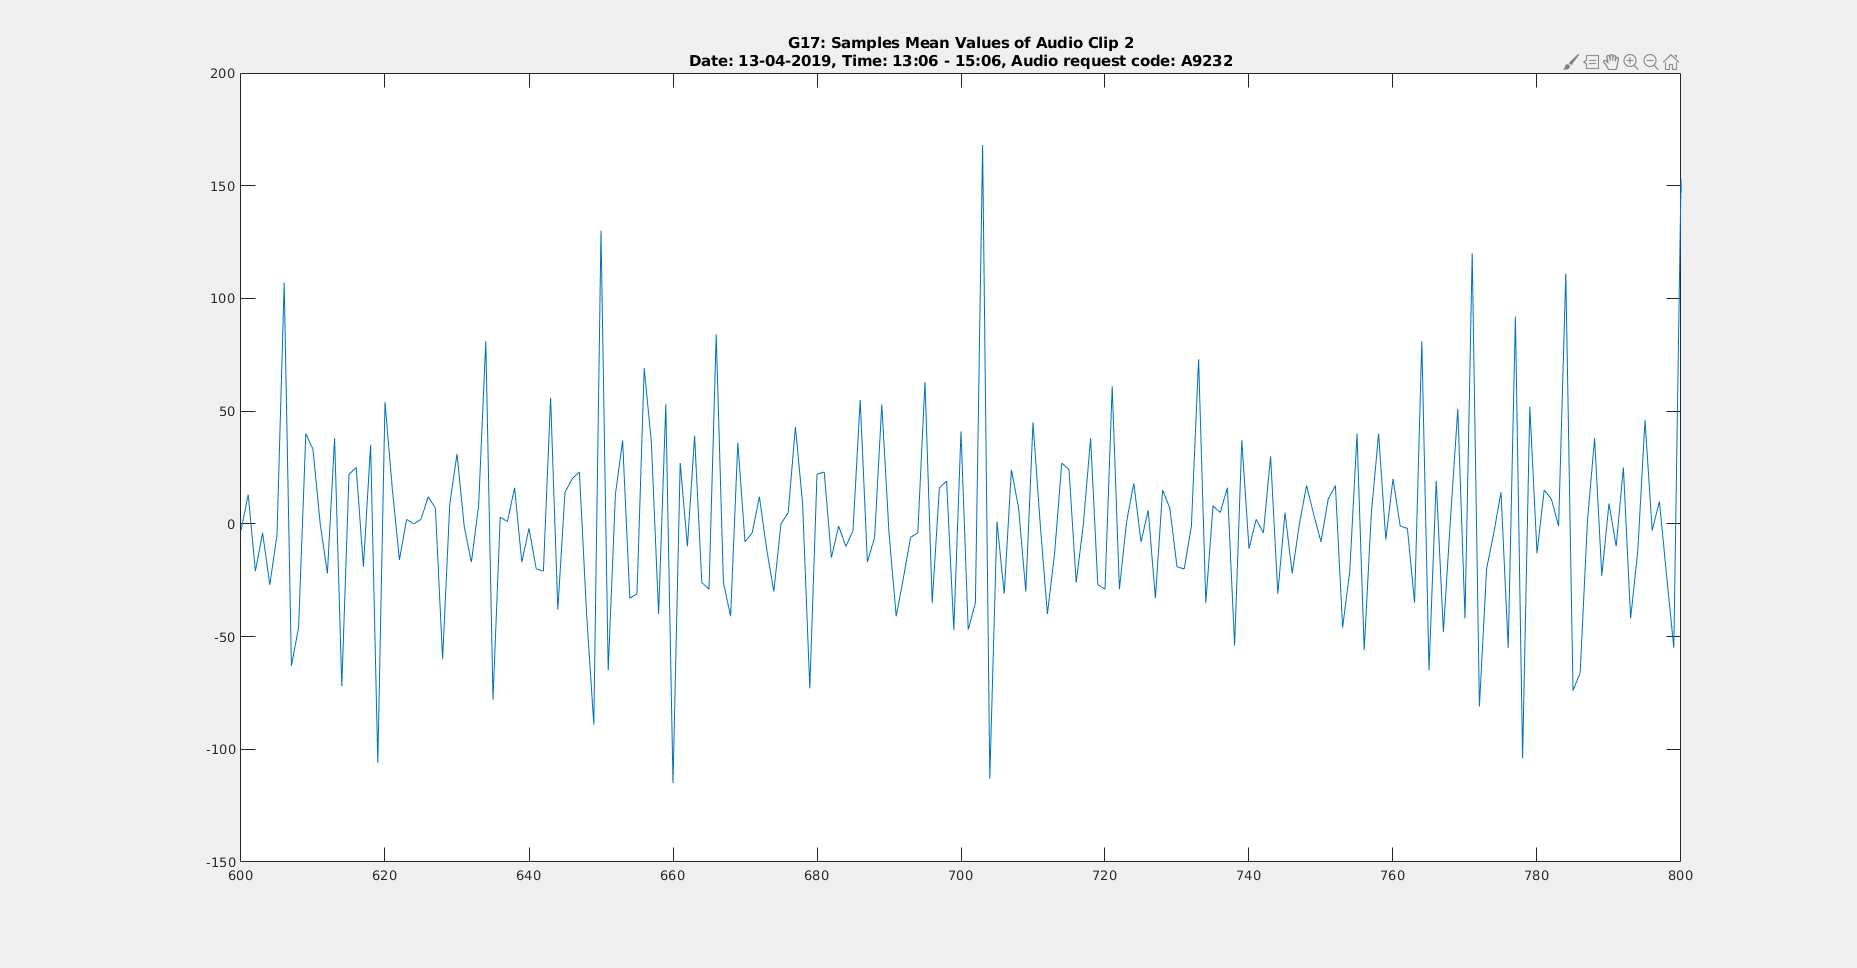 G17: Samples Mean Values of Audio Clip 2
Date: 13-04-2019, Time: 13:06 - 15:06, Audio request code: A9232
200
150
100
50
0
-50
-100
-150
600 620 640 660 680 700 720 740 760 780 800